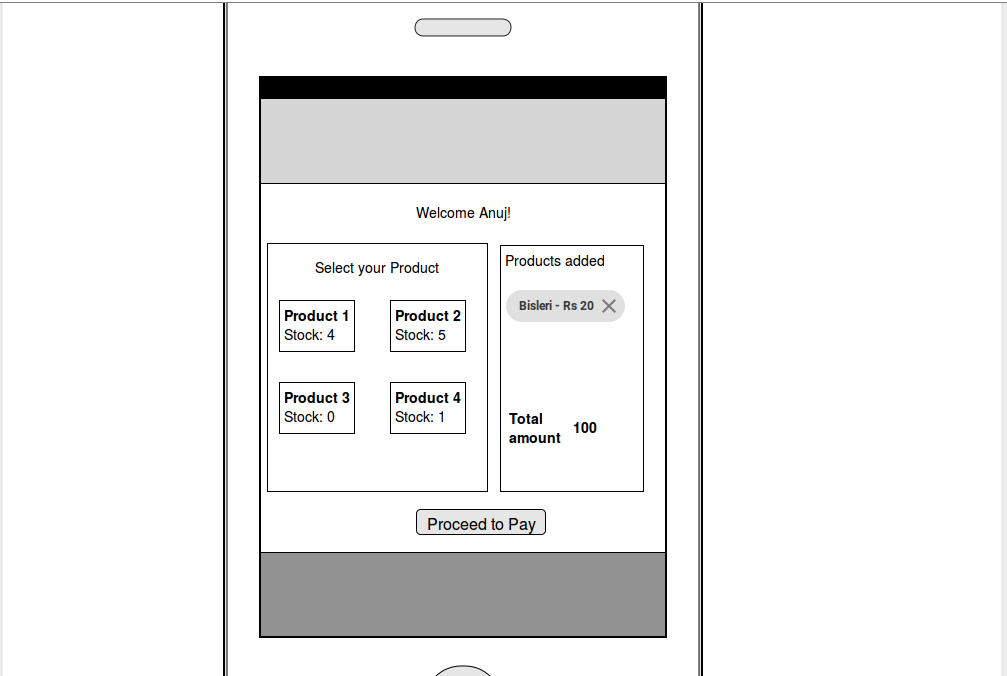 Welcome Anuj!
Select your Product
Product 1
Stock: 4
Product 2
Stock: 5
Product 3
Stock: 0
Product 4
Stock: 1
Products added
Bisleri - Rs 20
Total
amount
100
Proceed to Pay